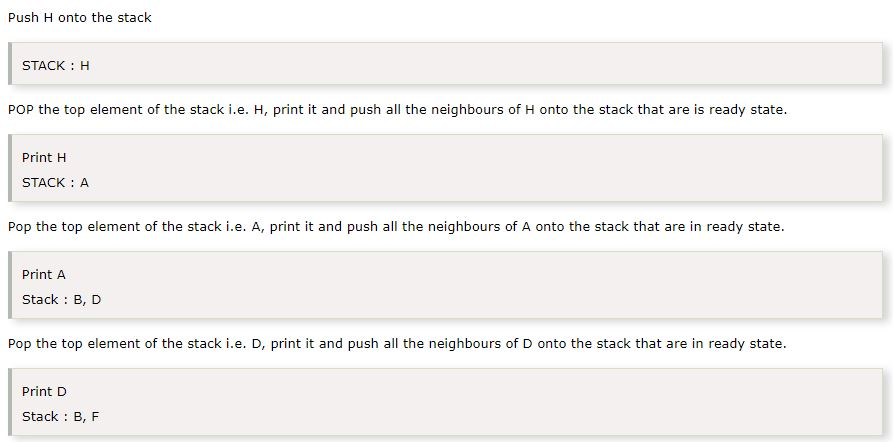 Push H onto the stack
STACK : H
POP the top element of the stack i.e. H, print it and push all the neighbours of H onto the stack that are is ready state.
Print H
STACK : A
Pop the top element of the stack i.e. A, print it and push all the neighbours of A onto the stack that are in ready state.
Print A
Stack : B, D
Pop the top element of the stack i.e. D, print it and push all the neighbours of D onto the stack that are in ready state.
Print D
Stack : B, F